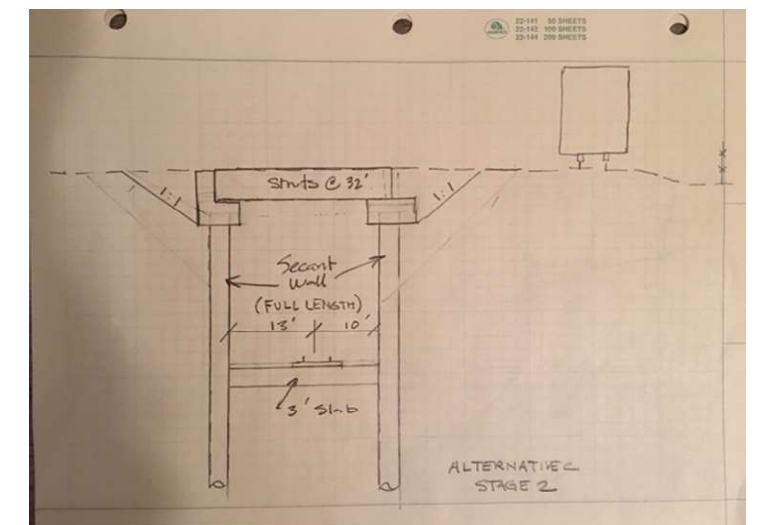 22-141 50 SHEETS
22-142 100 SHEETS
22-144 200 SHEETS
struts @ 32'
1:1
1:1
Secant
Wall
(FULL LENGTH)
13' 10'
3' Slab
ALTERNATIVE C
STAGE 2